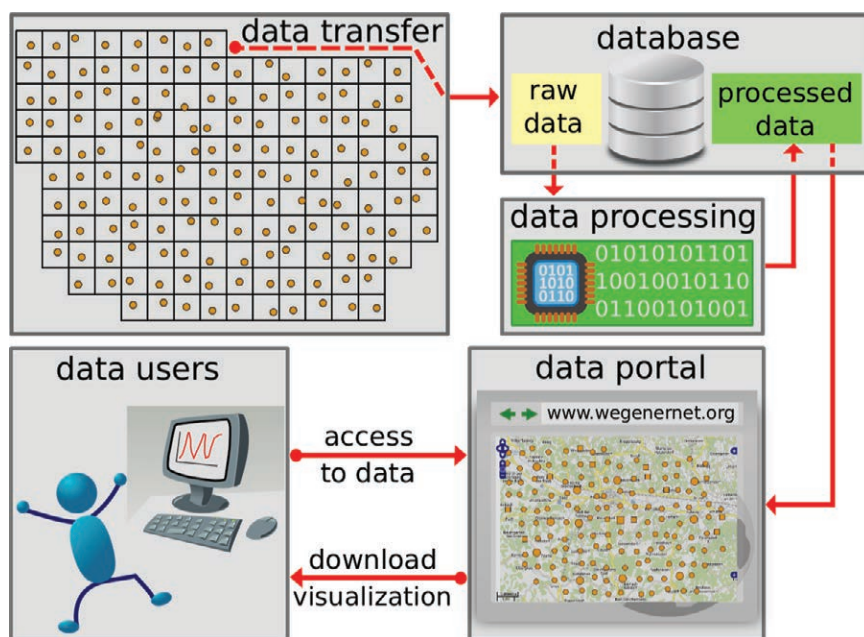 data transfer
database
raw
data
processed
data
data processing
0101
1010
0110
01010101101
10010010110
01100101001
data users
access
to data
download
visualization
data portal
www.wegenernet.org